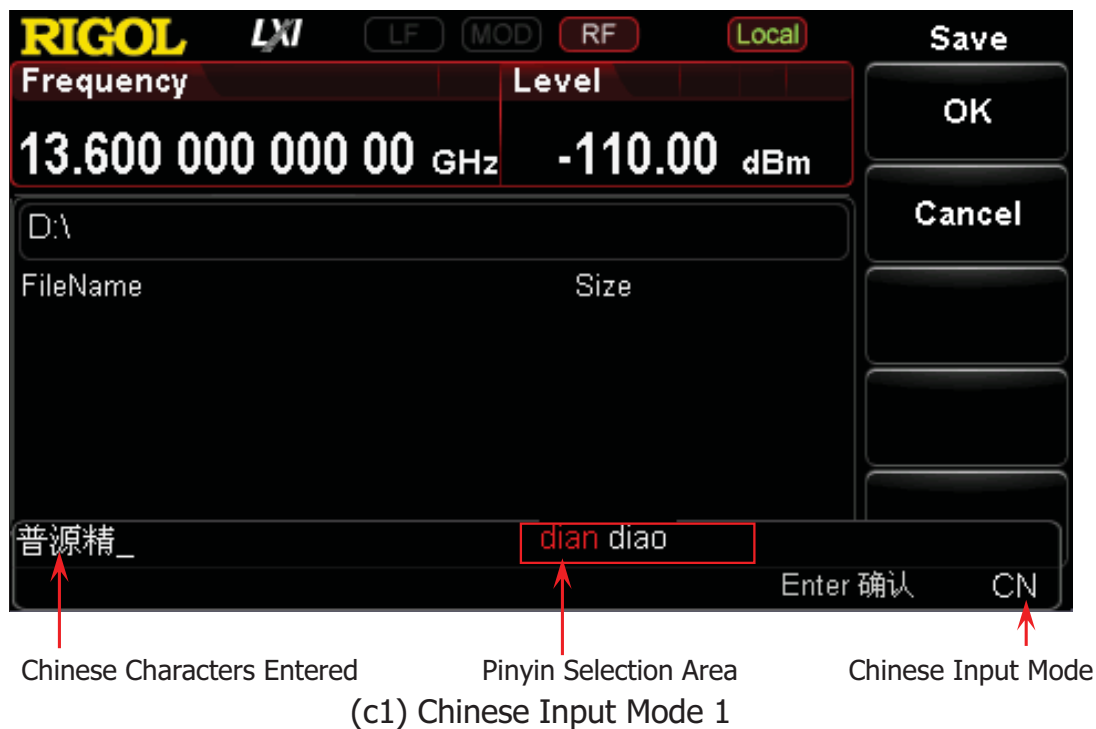 RIGOL LXI LF MOD RF Local Save
Frequency Level
OK
13.600 000 000 00 GHz -110.00 dBm
Cancel
D:\
FileName Size
普源精_ dian diao
Enter 确认 CN
Chinese Characters Entered Pinyin Selection Area Chinese Input Mode
(c1) Chinese Input Mode 1